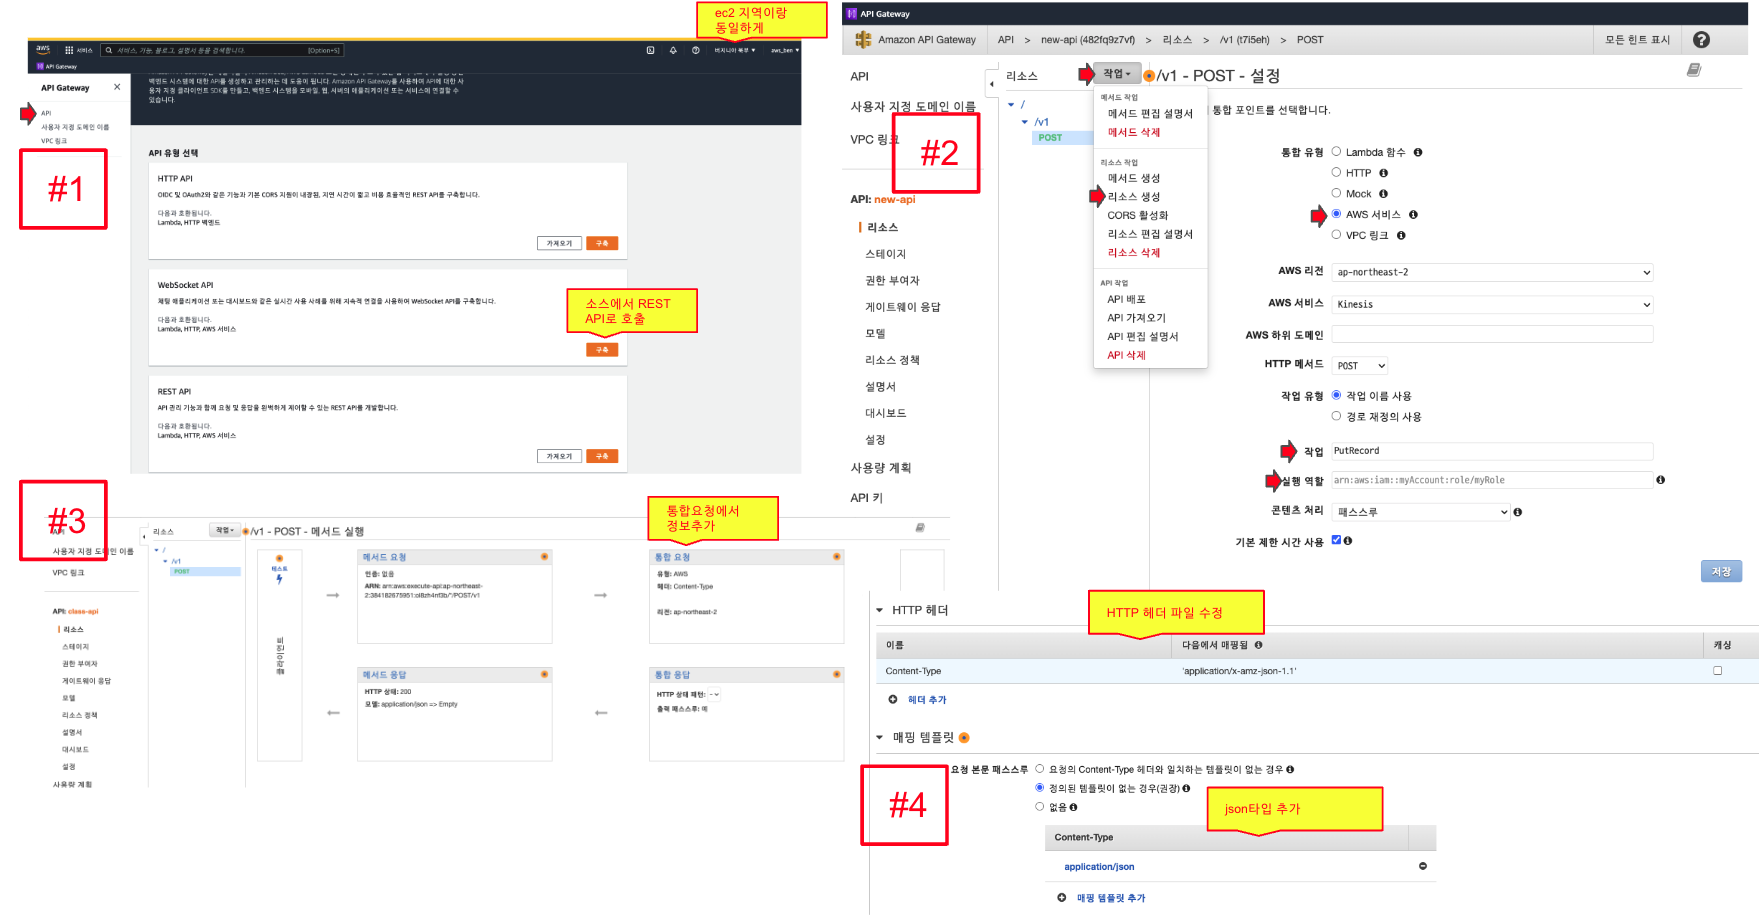 ec2 지역이랑
동일하게
aws
서비스
서비스, 기능, 블로그, 설명서 등을 검색합니다.
[Option+S]
버지니아 북부
aws_ben
API Gateway
API Gateway
API
사용자 지정 도메인 이름
VPC 링크
#1
백엔드 시스템에 대한 API를 생성하고 관리하는 데 도움이 됩니다. Amazon API Gateway를 사용하여 API에 대한 사
용자 지정 클라이언트 SDK를 만들고, 백엔드 시스템을 모바일, 웹, 서버의 애플리케이션 또는 서비스에 연결할 수
있습니다.
API 유형 선택
HTTP API
OIDC 및 OAuth2와 같은 기능과 기본 CORS 지원이 내장된, 지연 시간이 짧고 비용 효율적인 REST API를 구축합니다.
다음과 호환됩니다.
Lambda, HTTP 백엔드
가져오기
구축
WebSocket API
채팅 애플리케이션 또는 대시보드와 같은 실시간 사용 사례를 위해 지속적 연결을 사용하여 WebSocket API를 구축합니다.
다음과 호환됩니다.
Lambda, HTTP, AWS 서비스
소스에서 REST
API로 호출
구축
REST API
API 관리 기능과 함께 요청 및 응답을 완벽하게 제어할 수 있는 REST API를 개발합니다.
다음과 호환됩니다.
Lambda, HTTP, AWS 서비스
가져오기
구축
API Gateway
Amazon API Gateway
API > new-api (482fq9z7vf) > 리소스 > /v1 (t7i5eh) > POST
모든 힌트 표시
API
사용자 지정 도메인 이름
VPC 링크
#2
API: new-api
리소스
스테이지
권한 부여자
게이트웨이 응답
모델
리소스 정책
설명서
대시보드
설정
사용량 계획
API 키
리소스
작업
/
/v1
POST
메서드 작업
메서드 편집 설명서
메서드 삭제
리소스 작업
메서드 생성
리소스 생성
CORS 활성화
리소스 편집 설명서
리소스 삭제
API 작업
API 배포
API 가져오기
API 편집 설명서
API 삭제
/v1 - POST - 설정
통합 포인트를 선택합니다.
통합 유형
Lambda 함수
HTTP
Mock
AWS 서비스
VPC 링크
AWS 리전
ap-northeast-2
AWS 서비스
Kinesis
AWS 하위 도메인
HTTP 메서드
POST
작업 유형
작업 이름 사용
경로 재정의 사용
작업
PutRecord
실행 역할
arn:aws:iam::myAccount:role/myRole
콘텐츠 처리
패스스루
기본 제한 시간 사용
저장
#3
API
사용자 지정 도메인 이름
VPC 링크
API: class-api
리소스
스테이지
권한 부여자
게이트웨이 응답
모델
리소스 정책
설명서
대시보드
설정
사용량 계획
리소스
작업
/
/v1
POST
/v1 - POST - 메서드 실행
통합요청에서
정보추가
테스트
클라이언트
메서드 요청
인증: 없음
ARN: arn:aws:execute-api:ap-northeast-
2:384182675951:ol8zh4nf3b/*/POST/v1
통합 요청
유형: AWS
헤더: Content-Type
리전: ap-northeast-2
메서드 응답
HTTP 상태: 200
모델: application/json => Empty
통합 응답
HTTP 상태 패턴: -
출력 패스스루: 예
HTTP 헤더
HTTP 헤더 파일 수정
이름
다음에서 매핑됨
캐싱
Content-Type
'application/x-amz-json-1.1'
헤더 추가
매핑 템플릿
#4
요청 본문 패스스루
요청의 Content-Type 헤더와 일치하는 템플릿이 없는 경우
정의된 템플릿이 없는 경우(권장)
없음
json타입 추가
Content-Type
application/json
매핑 템플릿 추가